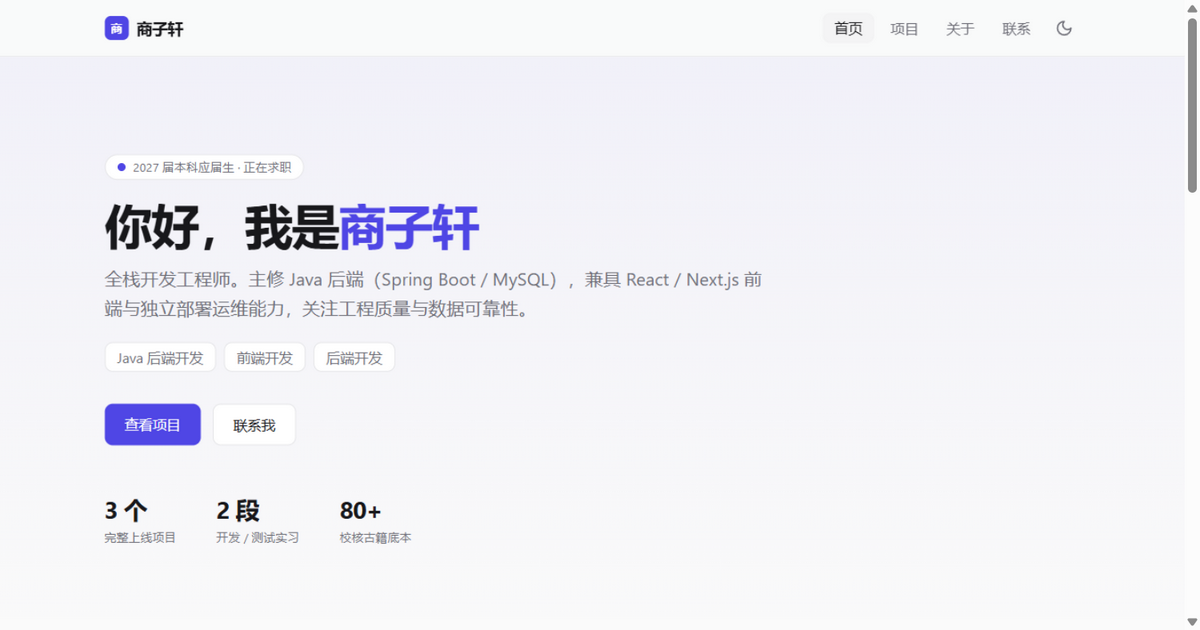 商 商子轩
首页 项目 关于 联系
2027 届本科应届生 · 正在求职
你好，我是商子轩
全栈开发工程师。主修 Java 后端（Spring Boot / MySQL），兼具 React / Next.js 前
端与独立部署运维能力，关注工程质量与数据可靠性。
Java 后端开发 前端开发 后端开发
查看项目 联系我
3 个 2 段 80+
完整上线项目 开发 / 测试实习 校核古籍底本